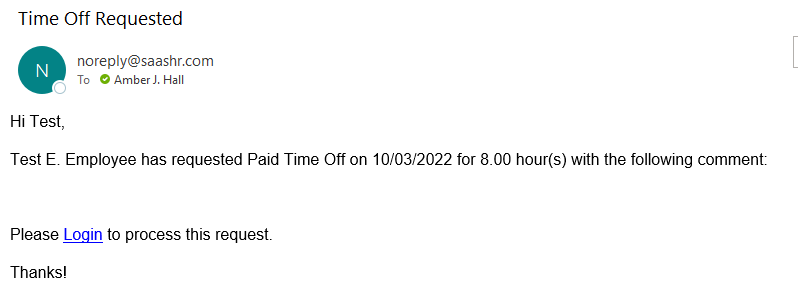 Time Off Requested
N
noreply@saashr.com
To Amber J. Hall
Hi Test,
Test E. Employee has requested Paid Time Off on 10/03/2022 for 8.00 hour(s) with the following comment:
Please Login to process this request.
Thanks!